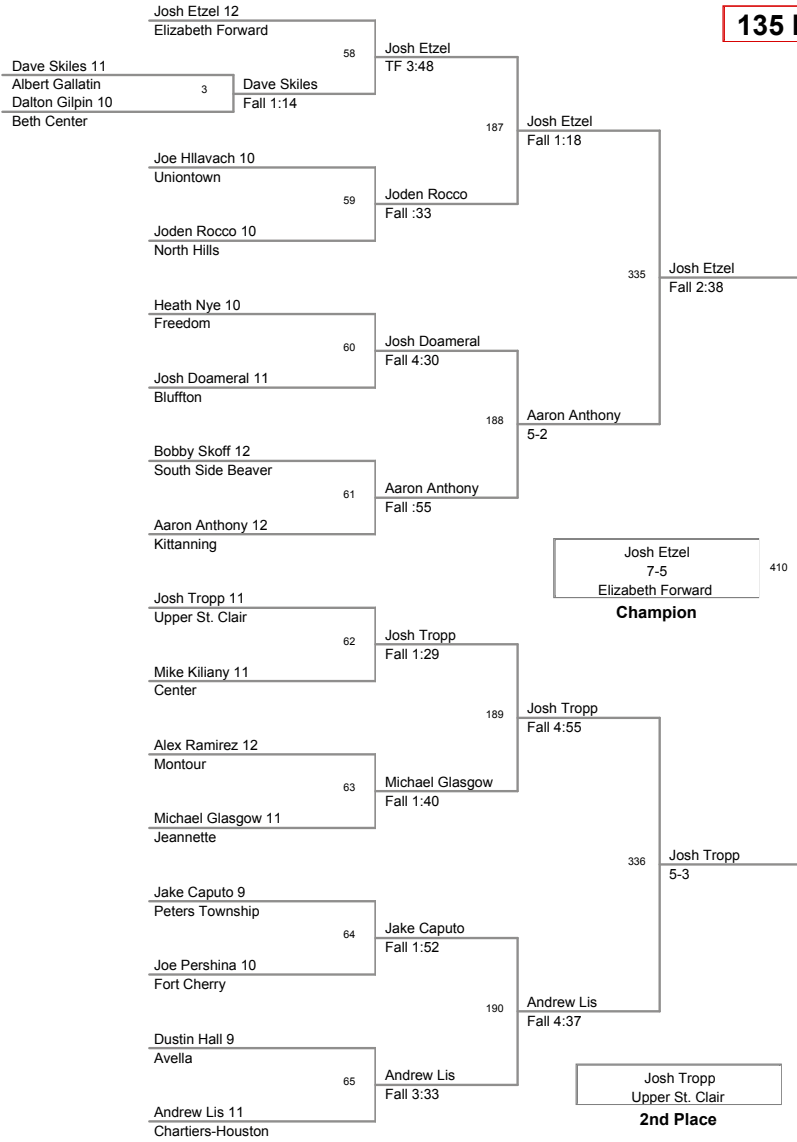 135 
Josh Etzel 12
Elizabeth Forward
58
Josh Etzel
TF 3:48
Dave Skiles 11
Albert Gallatin
3
Dave Skiles
Fall 1:14
Dalton Gilpin 10
Beth Center
187
Josh Etzel
Fall 1:18
Joe Hllavach 10
Uniontown
59
Joden Rocco
Fall :33
Joden Rocco 10
North Hills
335
Josh Etzel
Fall 2:38
Heath Nye 10
Freedom
60
Josh Doameral
Fall 4:30
Josh Doameral 11
Bluffton
188
Aaron Anthony
5-2
Bobby Skoff 12
South Side Beaver
61
Aaron Anthony
Fall :55
Aaron Anthony 12
Kittanning
Josh Etzel
7-5
Elizabeth Forward
410
Champion
Josh Tropp 11
Upper St. Clair
62
Josh Tropp
Fall 1:29
Mike Kiliany 11
Center
189
Josh Tropp
Fall 4:55
Alex Ramirez 12
Montour
63
Michael Glasgow
Fall 1:40
Michael Glasgow 11
Jeannette
336
Josh Tropp
5-3
Jake Caputo 9
Peters Township
64
Jake Caputo
Fall 1:52
Joe Pershina 10
Fort Cherry
190
Andrew Lis
Fall 4:37
Dustin Hall 9
Avella
65
Andrew Lis
Fall 3:33
Andrew Lis 11
Chartiers-Houston
Josh Tropp
Upper St. Clair
2nd Place